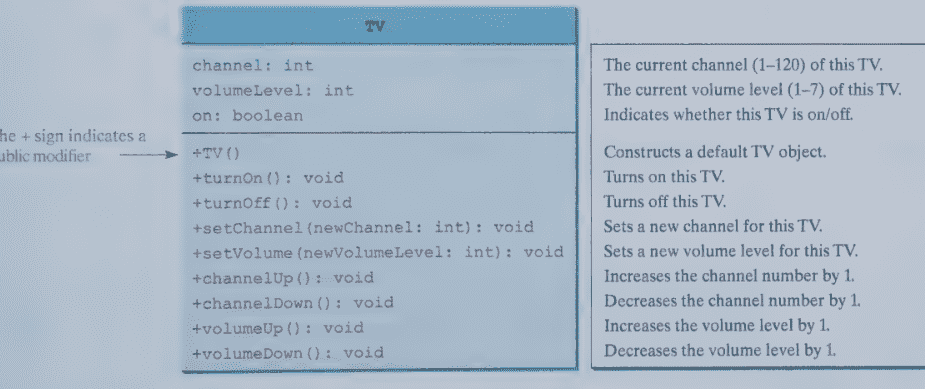 TV
channel: int
The current channel (1–120) of this TV.
volumeLevel: int
The current volume level (1–7) of this TV.
on: boolean
Indicates whether this TV is on/off.
he + sign indicates a
ublic modifier
+TV()
Constructs a default TV object.
+turnOn(): void
Turns on this TV.
+turnOff(): void
Turns off this TV.
+setChannel(newChannel: int): void
Sets a new channel for this TV.
+setVolume(newVolumeLevel: int): void
Sets a new volume level for this TV.
+channelUp(): void
Increases the channel number by 1.
+channelDown(): void
Decreases the channel number by 1.
+volumeUp(): void
Increases the volume level by 1.
+volumeDown(): void
Decreases the volume level by 1.